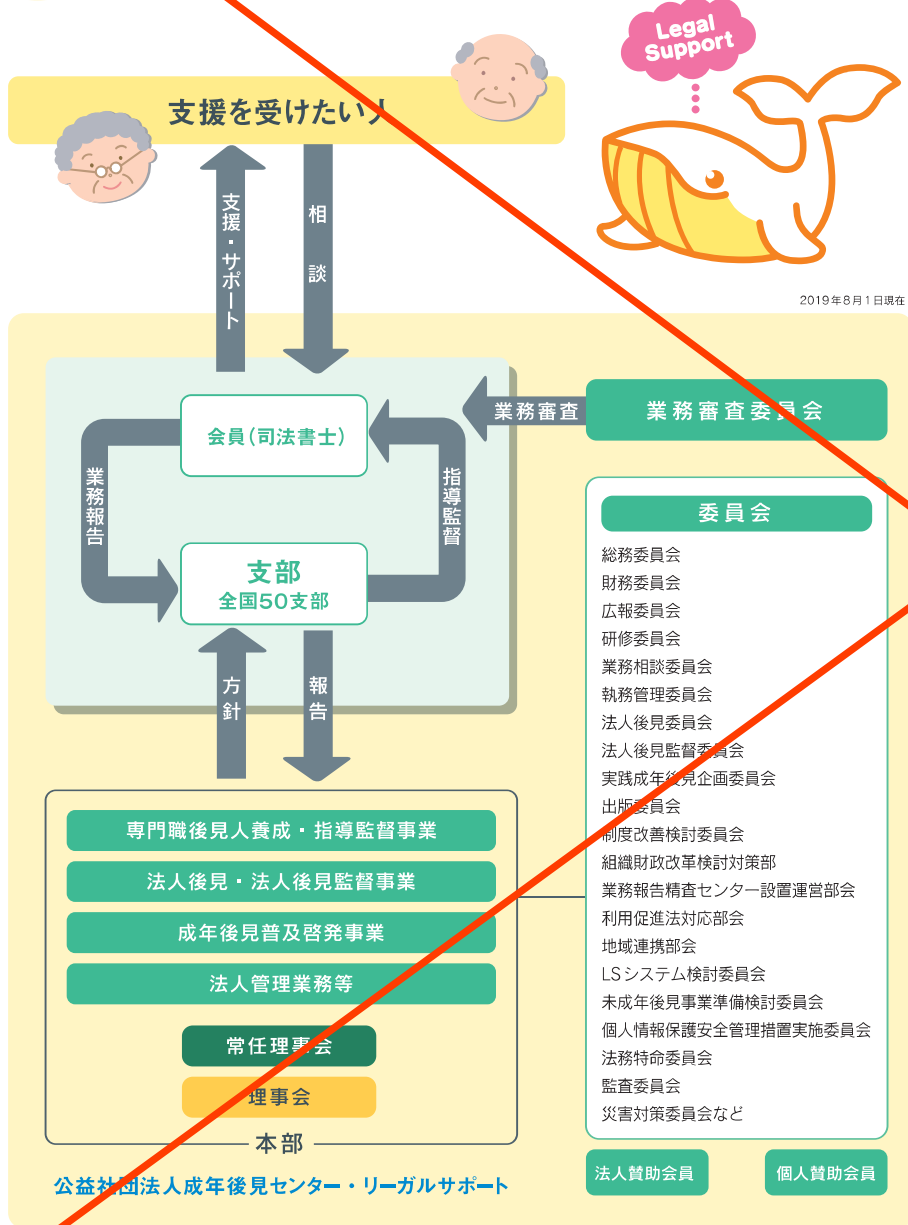 Legal
Support
支援を受けたい人
支援・サポート
相談
2019年8月1日現在
会員(司法書士)
業務審査
業務審査委員会
業務報告
指導監督
支部
全国50支部
方針
報告
委員会
総務委員会
財務委員会
広報委員会
研修委員会
業務相談委員会
執務管理委員会
法人後見委員会
法人後見監督委員会
実践成年後見企画委員会
出版委員会
制度改善検討委員会
組織財政改革検討対策部
業務報告精査センター設置運営部会
利用促進法対応部会
地域連携部会
LSシステム検討委員会
未成年後見事業準備検討委員会
個人情報保護安全管理措置実施委員会
法務特命委員会
監査委員会
災害対策委員会など
専門職後見人養成・指導監督事業
法人後見・法人後見監督事業
成年後見普及啓発事業
法人管理業務等
常任理事会
理事会
本部
公益社団法人成年後見センター・リーガルサポート
法人賛助会員
個人賛助会員